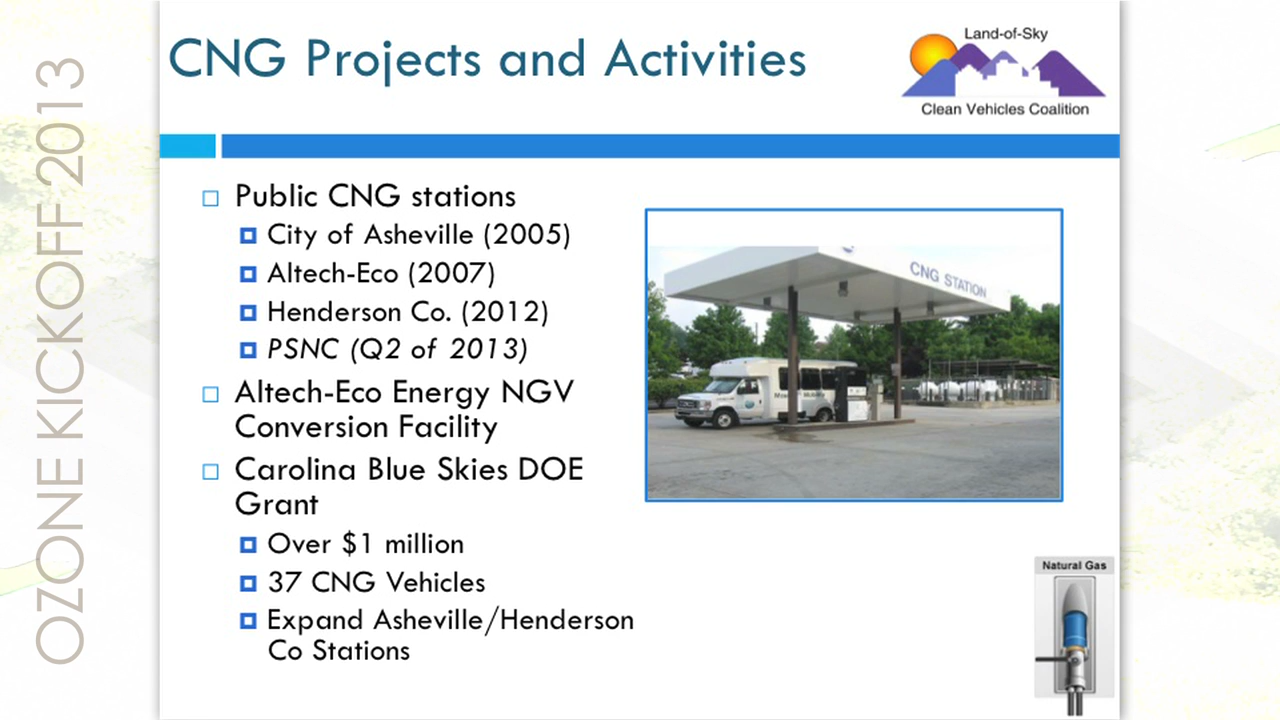 OZONE KICKOFF 2013
CNG Projects and Activities
Land-of-Sky
Clean Vehicles Coalition
Public CNG stations
City of Asheville (2005)
Altech-Eco (2007)
Henderson Co. (2012)
PSNC (Q2 of 2013)
Altech-Eco Energy NGV
Conversion Facility
Carolina Blue Skies DOE
Grant
Over $1 million
37 CNG Vehicles
Expand Asheville/Henderson
Co Stations
CNG STATION
Natural Gas